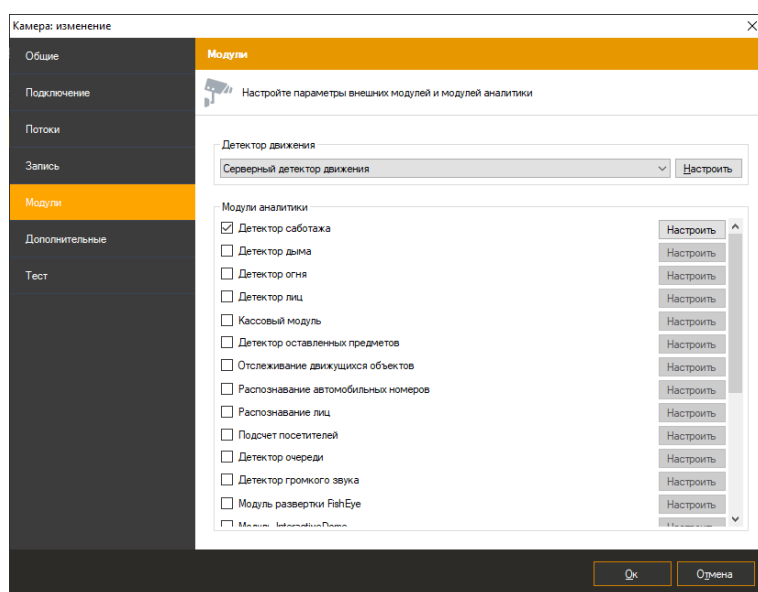 Камера: изменение
Общие
Подключение
Потоки
Запись
Модули
Дополнительные
Тест
Модули
Настройте параметры внешних модулей и модулей аналитики
Детектор движения
Серверный детектор движения Настроить
Модули аналитики
Детектор саботажа Настроить
Детектор дыма Настроить
Детектор огня Настроить
Детектор лиц Настроить
Кассовый модуль Настроить
Детектор оставленных предметов Настроить
Отслеживание движущихся объектов Настроить
Распознавание автомобильных номеров Настроить
Распознавание лиц Настроить
Подсчет посетителей Настроить
Детектор очереди Настроить
Детектор громкого звука Настроить
Модуль развертки FishEye Настроить
Модуль InteractiveDome Настроить
Ок Отмена